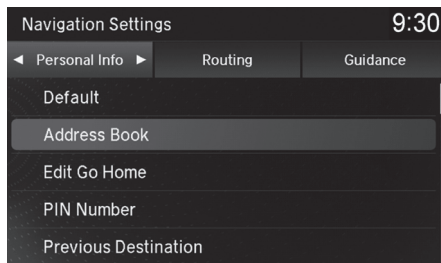 Navigation Settings 9:30
◄ Personal Info ► Routing Guidance
Default
Address Book
Edit Go Home
PIN Number
Previous Destination